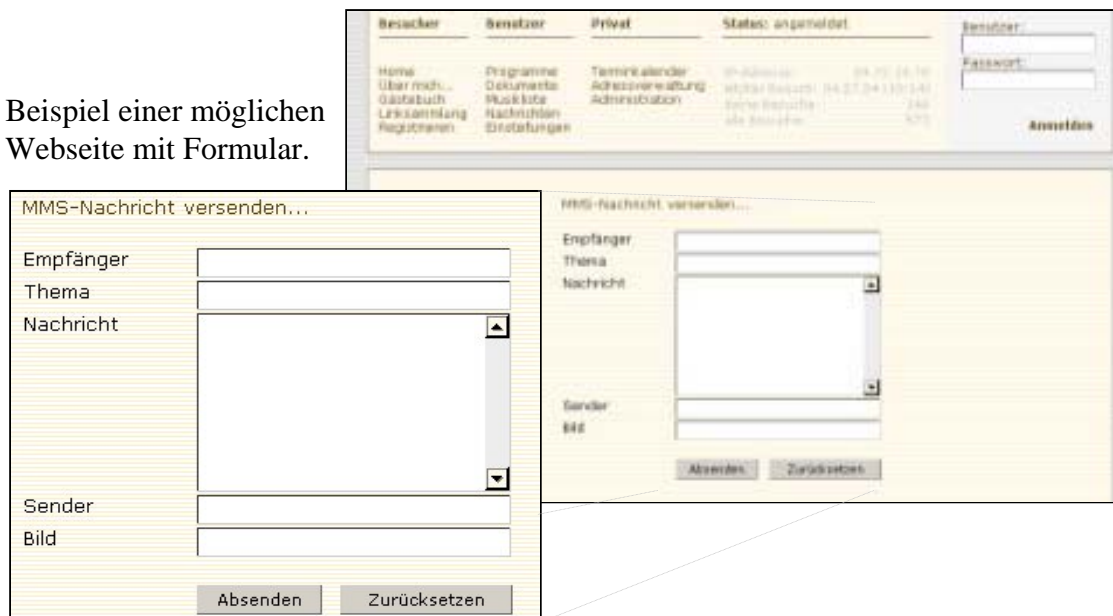 Besucher Benutzer Privat Status: angemeldet
Benutzer:
Passwort:
Home Programme Terminkalender
Über mich... Dokumente Adressverwaltung
Gästebuch Musikliste Administration
Linksammlung Nachrichten
Registrieren Einstellungen
Anmelden
Beispiel einer möglichen
Webseite mit Formular.
MMS-Nachricht versenden...
Empfänger
Thema
Nachricht
Sender
Bild
Absenden Zurücksetzen
MMS-Nachricht versenden...
Empfänger
Thema
Nachricht
Sender
Bild
Absenden Zurücksetzen